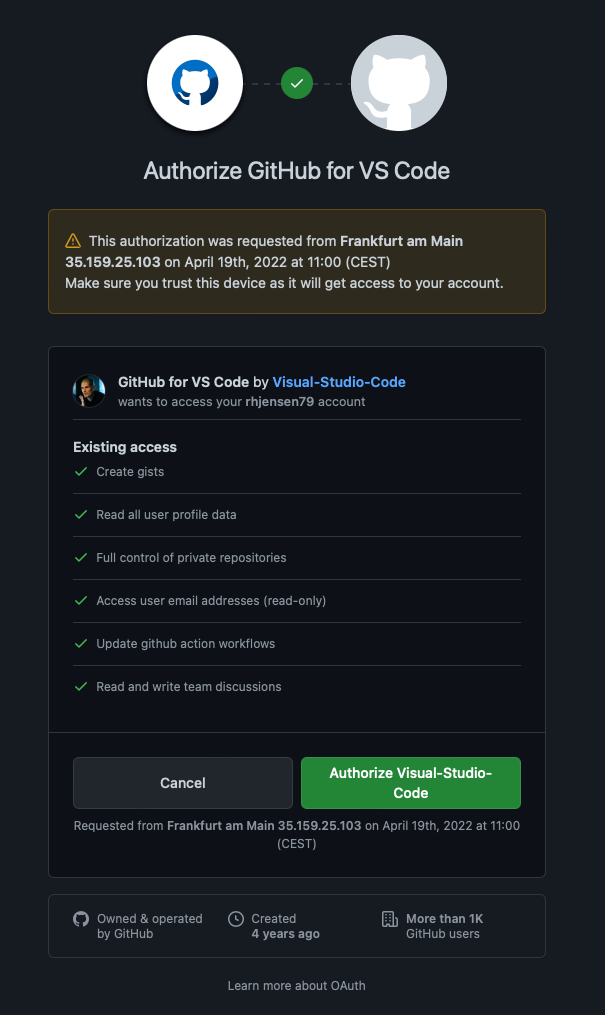 Authorize GitHub for VS Code
This authorization was requested from Frankfurt am Main
35.159.25.103 on April 19th, 2022 at 11:00 (CEST)
Make sure you trust this device as it will get access to your account.
GitHub for VS Code by Visual-Studio-Code
wants to access your rhjensen79 account
Existing access
Create gists
Read all user profile data
Full control of private repositories
Access user email addresses (read-only)
Update github action workflows
Read and write team discussions
Cancel
Authorize Visual-Studio-
Code
Requested from Frankfurt am Main 35.159.25.103 on April 19th, 2022 at 11:00
(CEST)
Owned & operated
by GitHub
Created
4 years ago
More than 1K
GitHub users
Learn more about OAuth